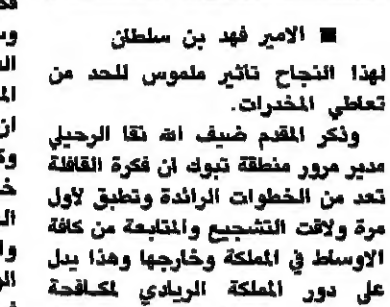 ■ الامير فهد بن سلطان
لهذا النجاح تأثير ملموس للحد من
تعاطي المخدرات.
وذكر المقدم ضيف الله نقا الرحيلي
مدير مرور منطقة تبوك ان فكرة القافلة
تعد من الخطوات الرائدة وتطبق لأول
مرة ولاقت التشجيع والمتابعة من كافة
الاوساط في المملكة وخارجها وهذا يدل
على دور المملكة الريادي لمكافحة